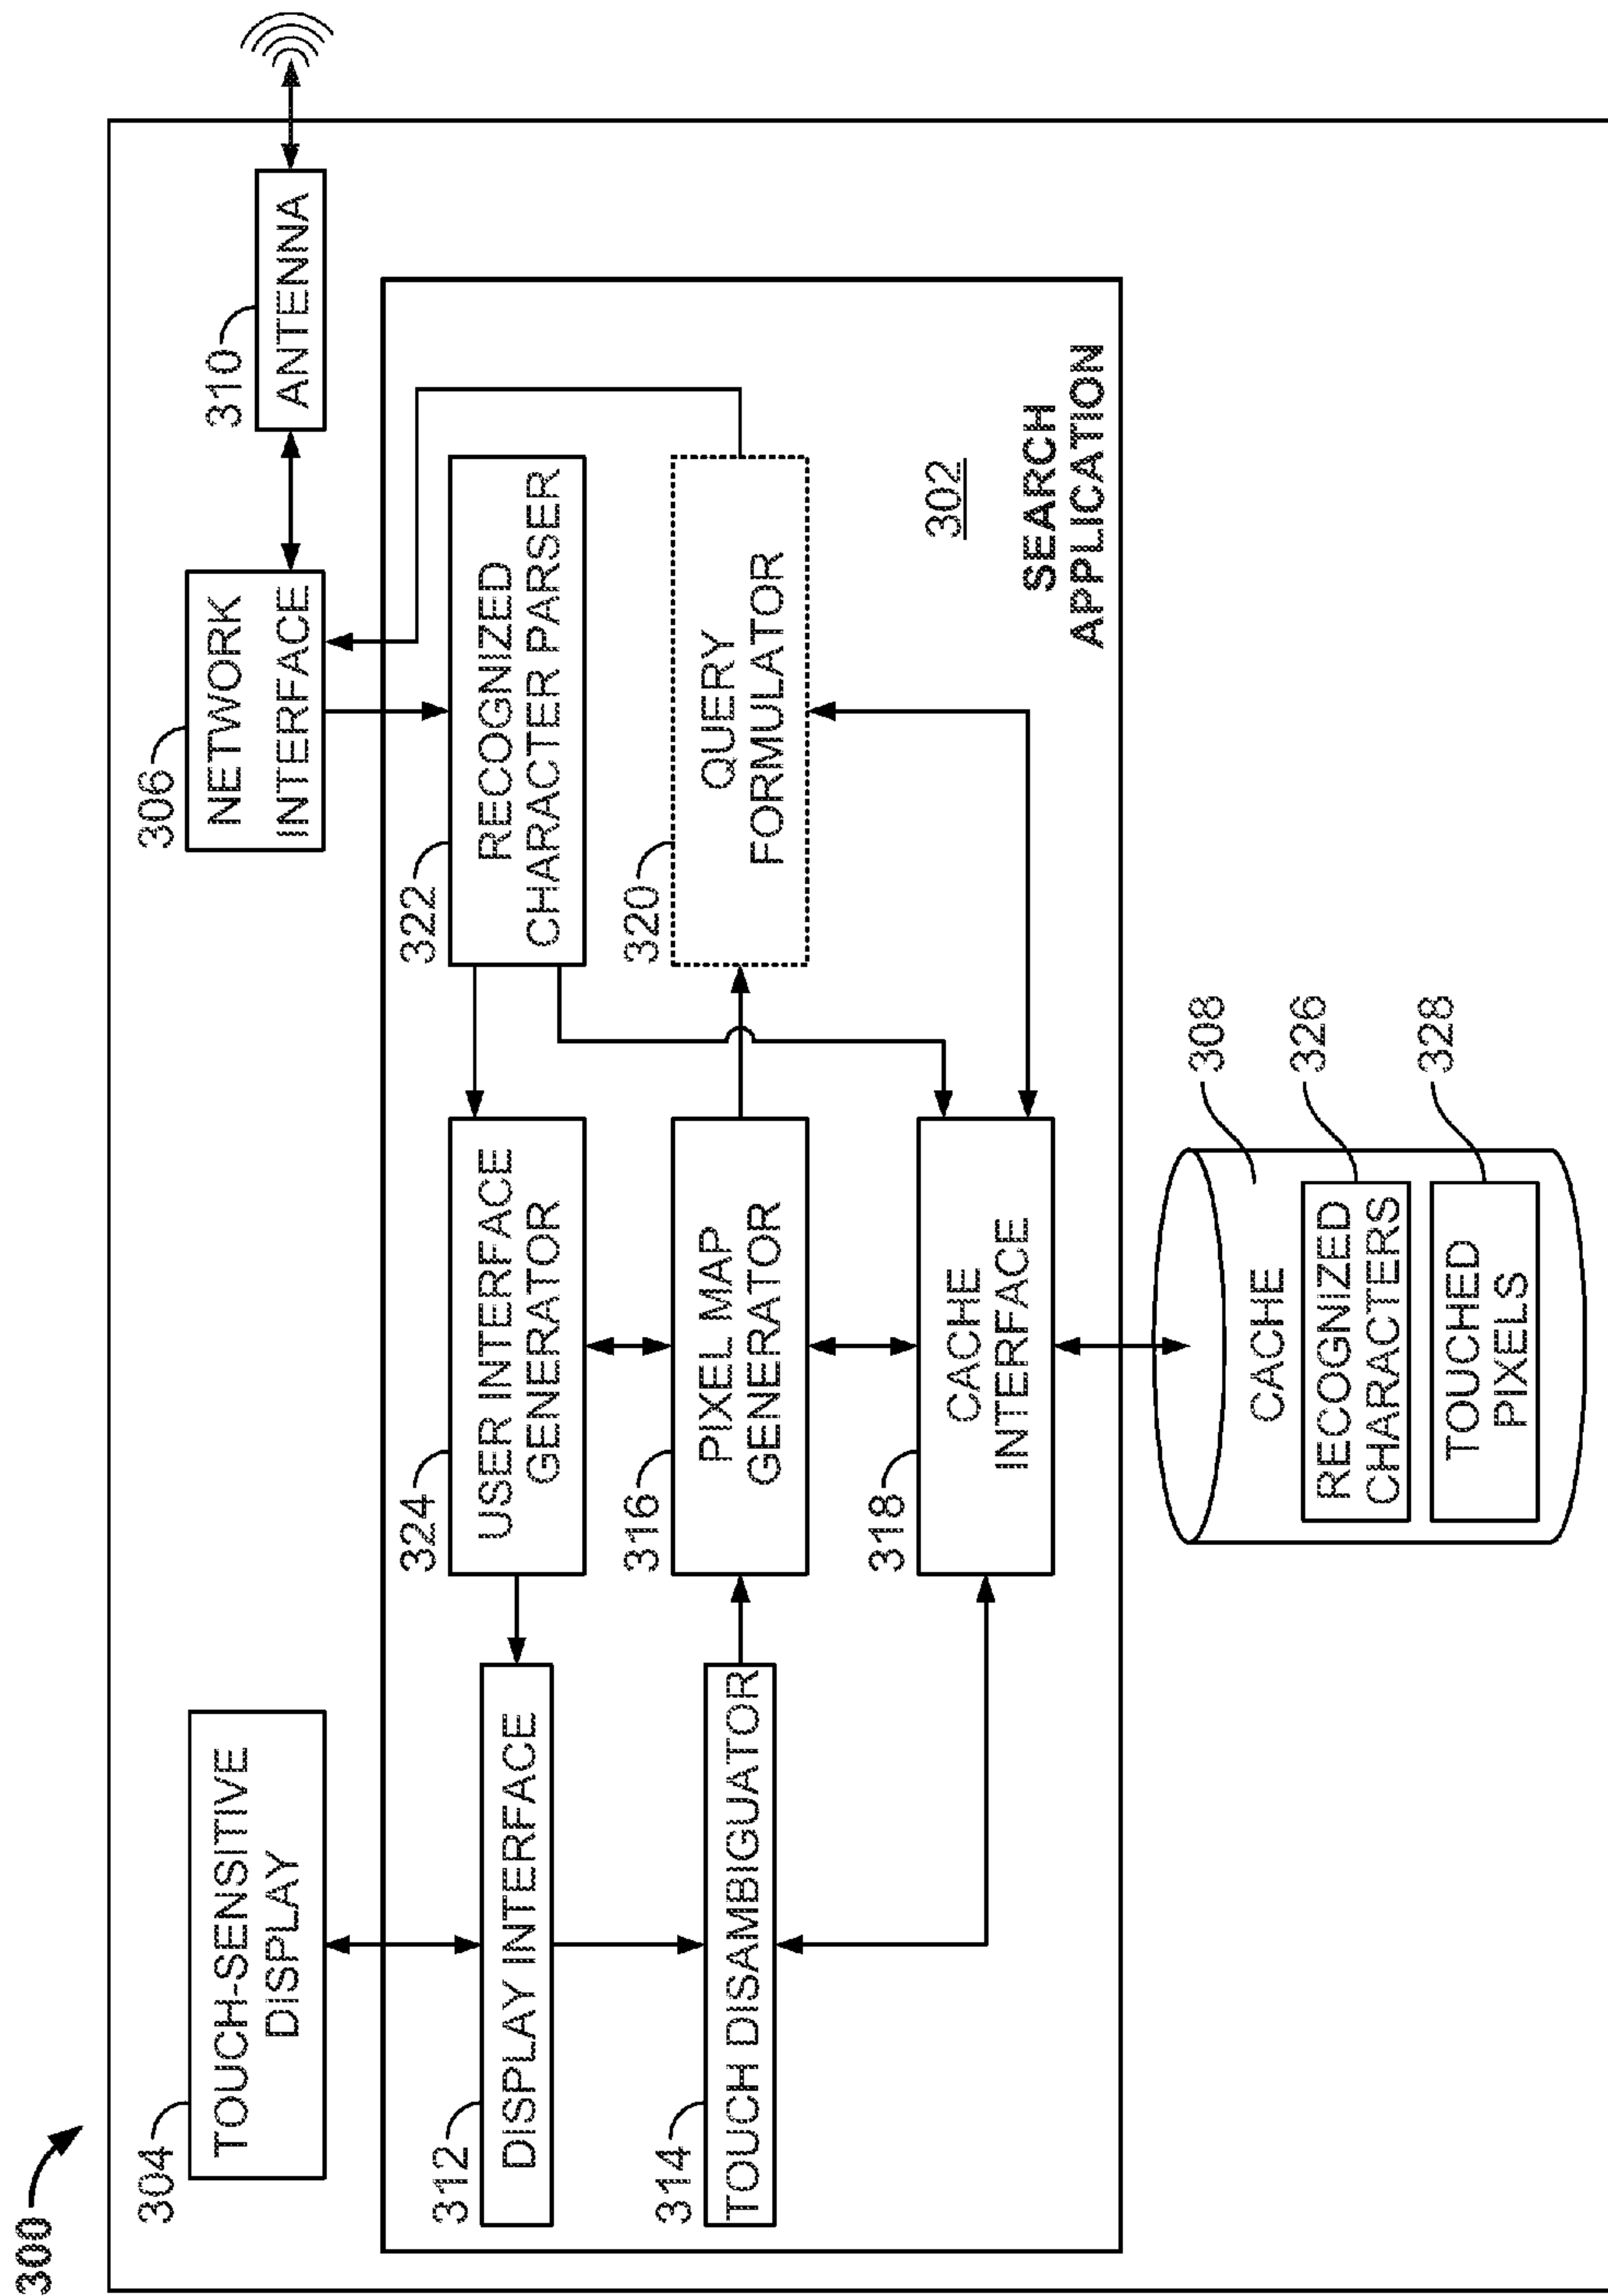 300
304
TOUCH-SENSITIVE
DISPLAY
306
NETWORK
INTERFACE
310
ANTENNA
312
DISPLAY INTERFACE
324
USER INTERFACE
GENERATOR
322
RECOGNIZED
CHARACTER PARSER
314
TOUCH DISAMBIGUATOR
316
PIXEL MAP
GENERATOR
320
QUERY
FORMULATOR
318
CACHE
INTERFACE
302
SEARCH
APPLICATION
308
CACHE
326
RECOGNIZED
CHARACTERS
328
TOUCHED
PIXELS